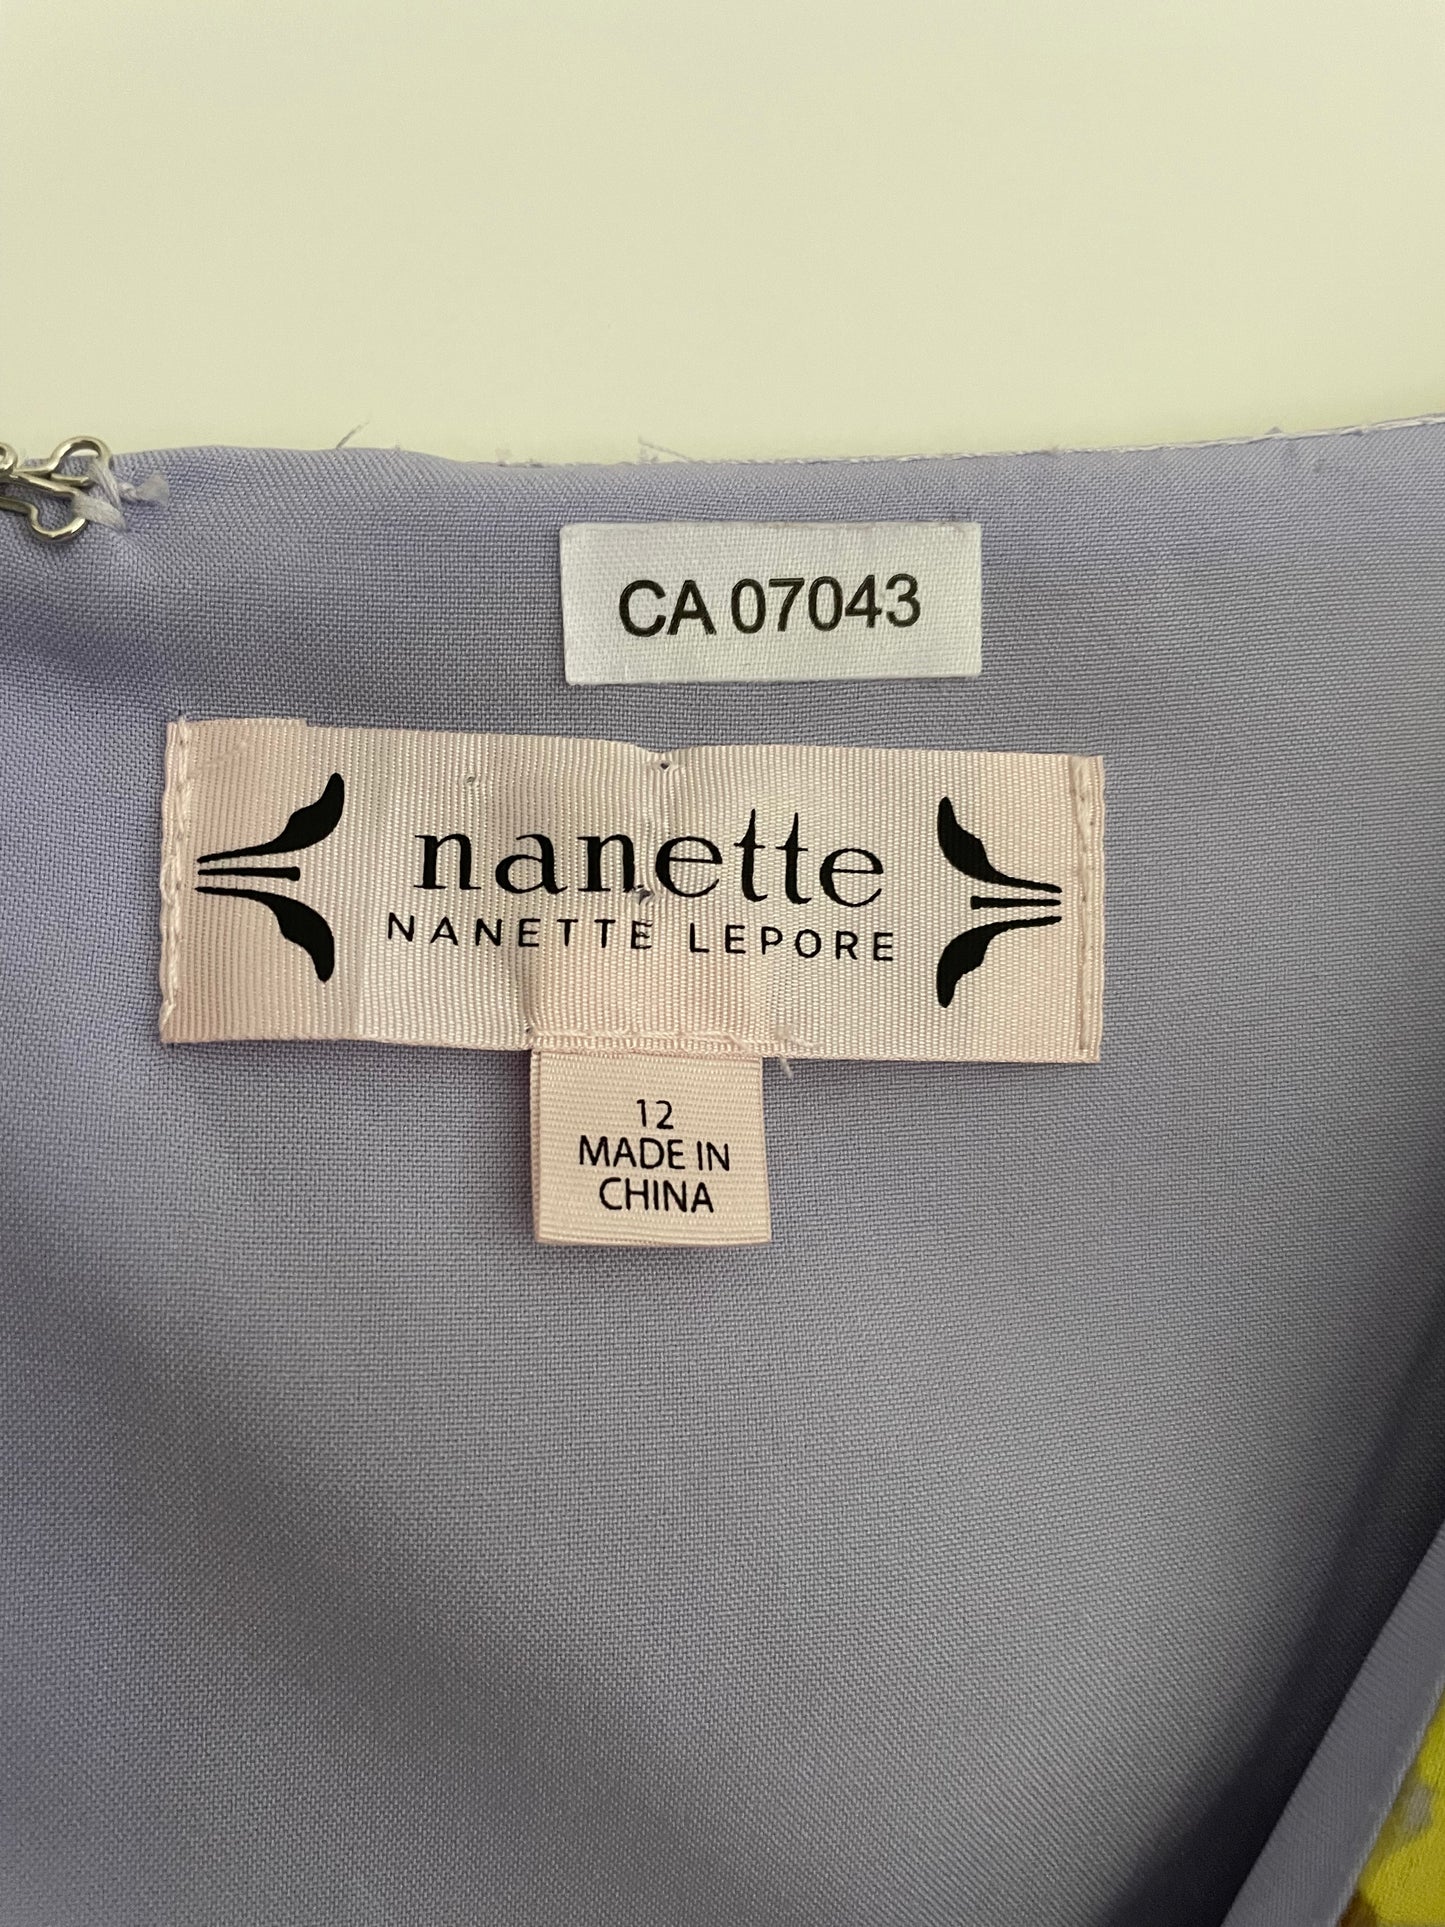 CA 07043
nanette
NANETTE LEPORE
12
MADE IN
CHINA